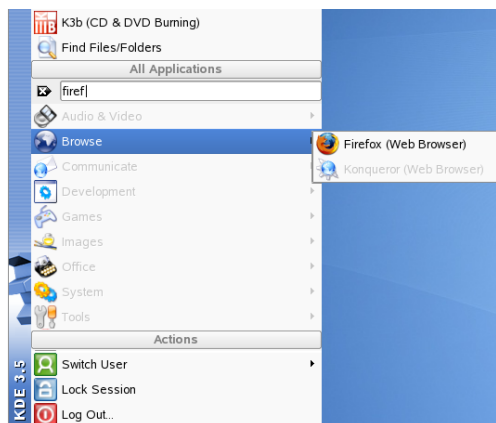 K3b (CD & DVD Burning)
Find Files/Folders
All Applications
firef
Audio & Video
Browse
Firefox (Web Browser)
Konqueror (Web Browser)
Communicate
Development
Games
Images
Office
System
Tools
Actions
Switch User
Lock Session
Log Out...
KDE 3.5